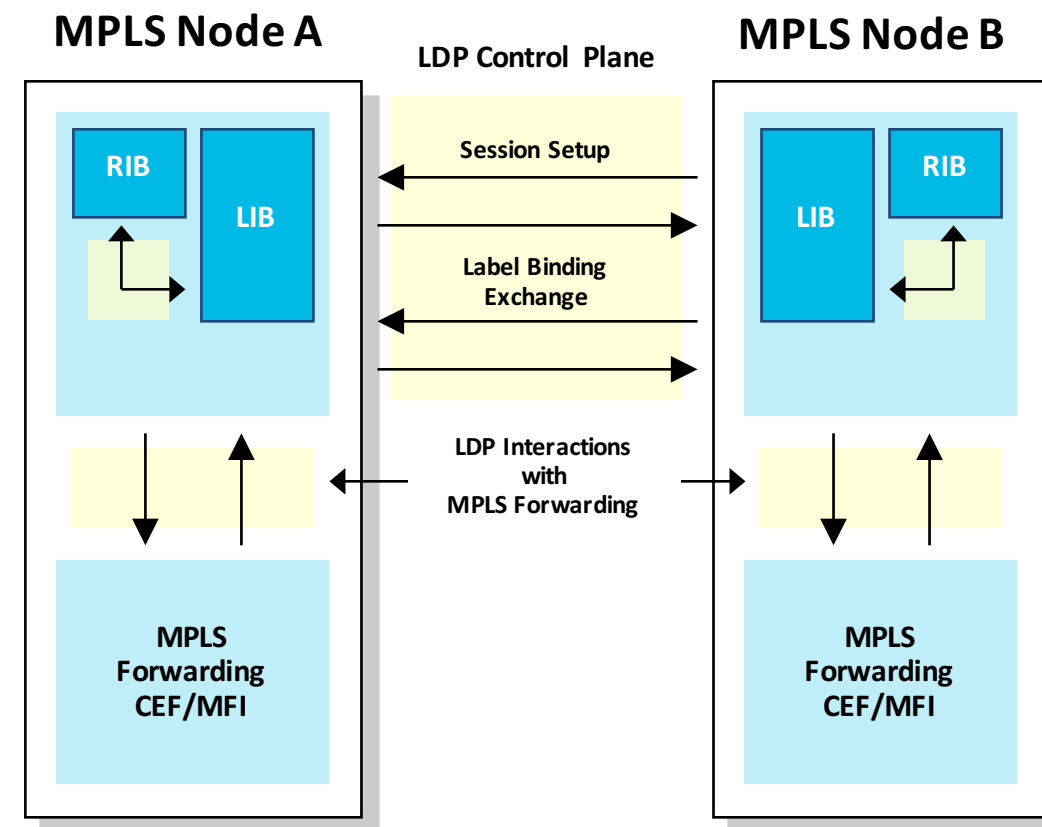 MPLS Node A
MPLS Node B
LDP Control Plane
RIB
LIB
Session Setup
Label Binding
Exchange
LIB
RIB
LDP Interactions
with
MPLS Forwarding
MPLS
Forwarding
CEF/MFI
MPLS
Forwarding
CEF/MFI